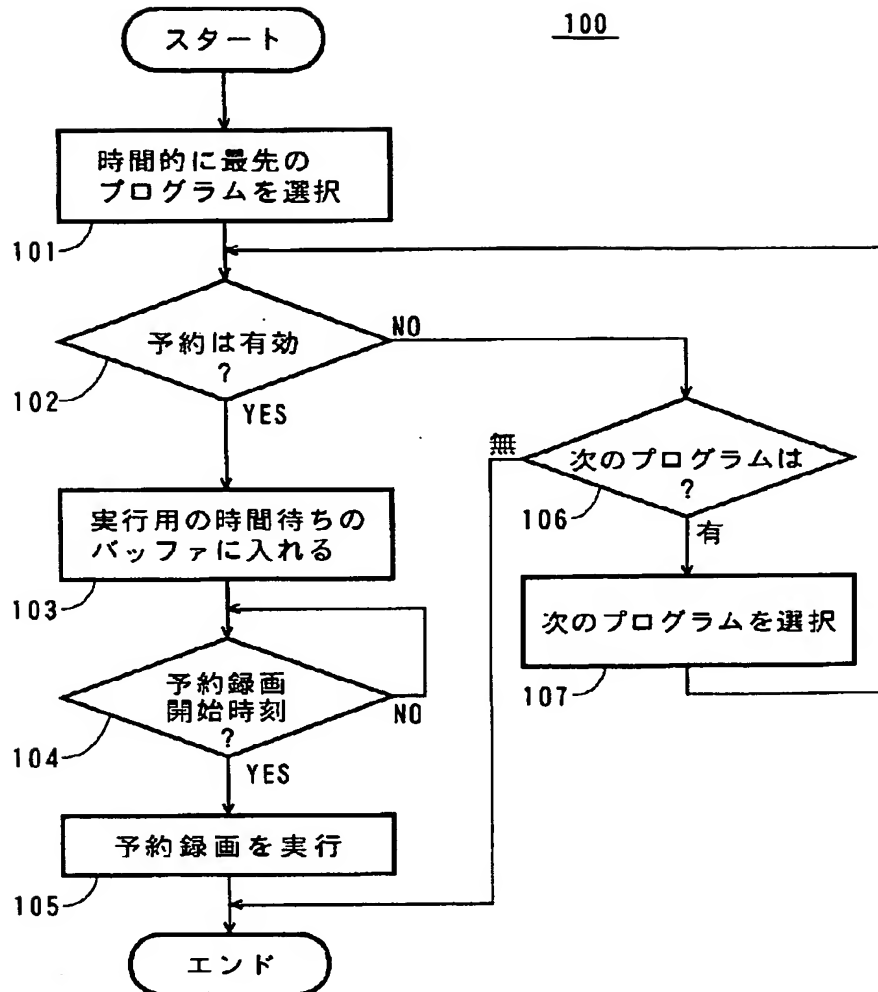 100
スタート
時間的に最先の
プログラムを選択
101
予約は有効
?
NO
102
YES
次のプログラムは
?
無
106
有
実行用の時間待ちの
バッファに入れる
103
次のプログラムを選択
107
予約録画
開始時刻
?
NO
104
YES
予約録画を実行
105
エンド